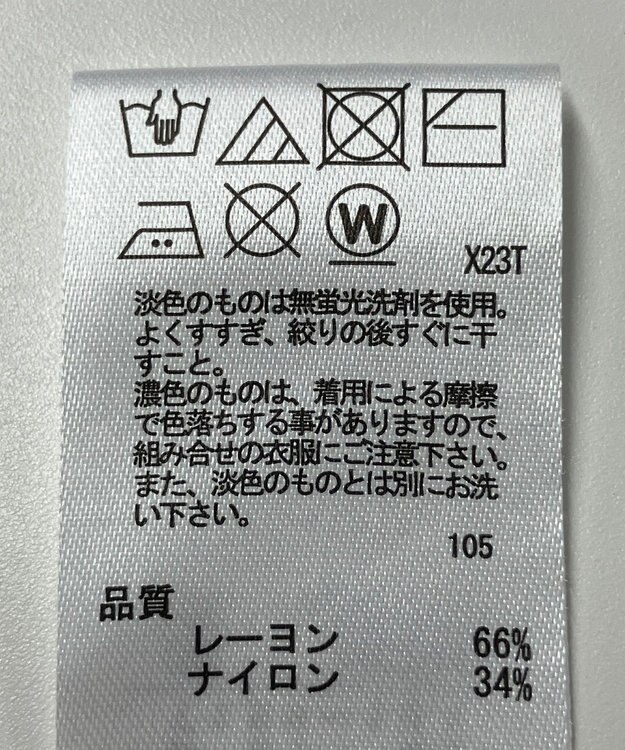 W
X23T
淡色のものは無蛍光洗剤を使用。
よくすすぎ、絞りの後すぐに干
すこと。
濃色のものは、着用による摩擦
で色落ちする事がありますので、
組み合せの衣服にご注意下さい。
また、淡色のものとは別にお洗
い下さい。
105
品質
レーヨン 66%
ナイロン 34%